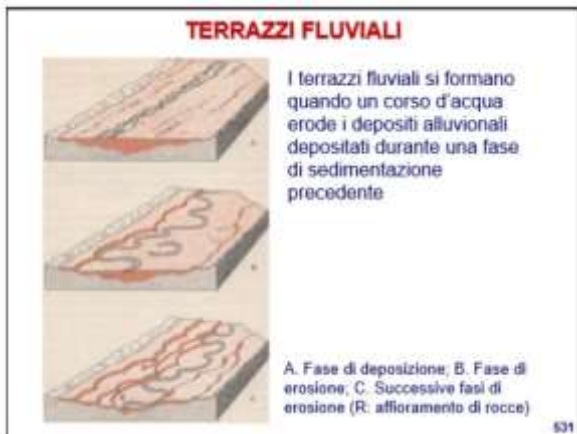 TERRAZZI FLUVIALI
I terrazzi fluviali si formano
quando un corso d'acqua
erode i depositi alluvionali
depositati durante una fase
di sedimentazione
precedente
A. Fase di deposizione; B. Fase di
erosione; C. Successive fasi di
erosione (R: affioramento di rocce)
531